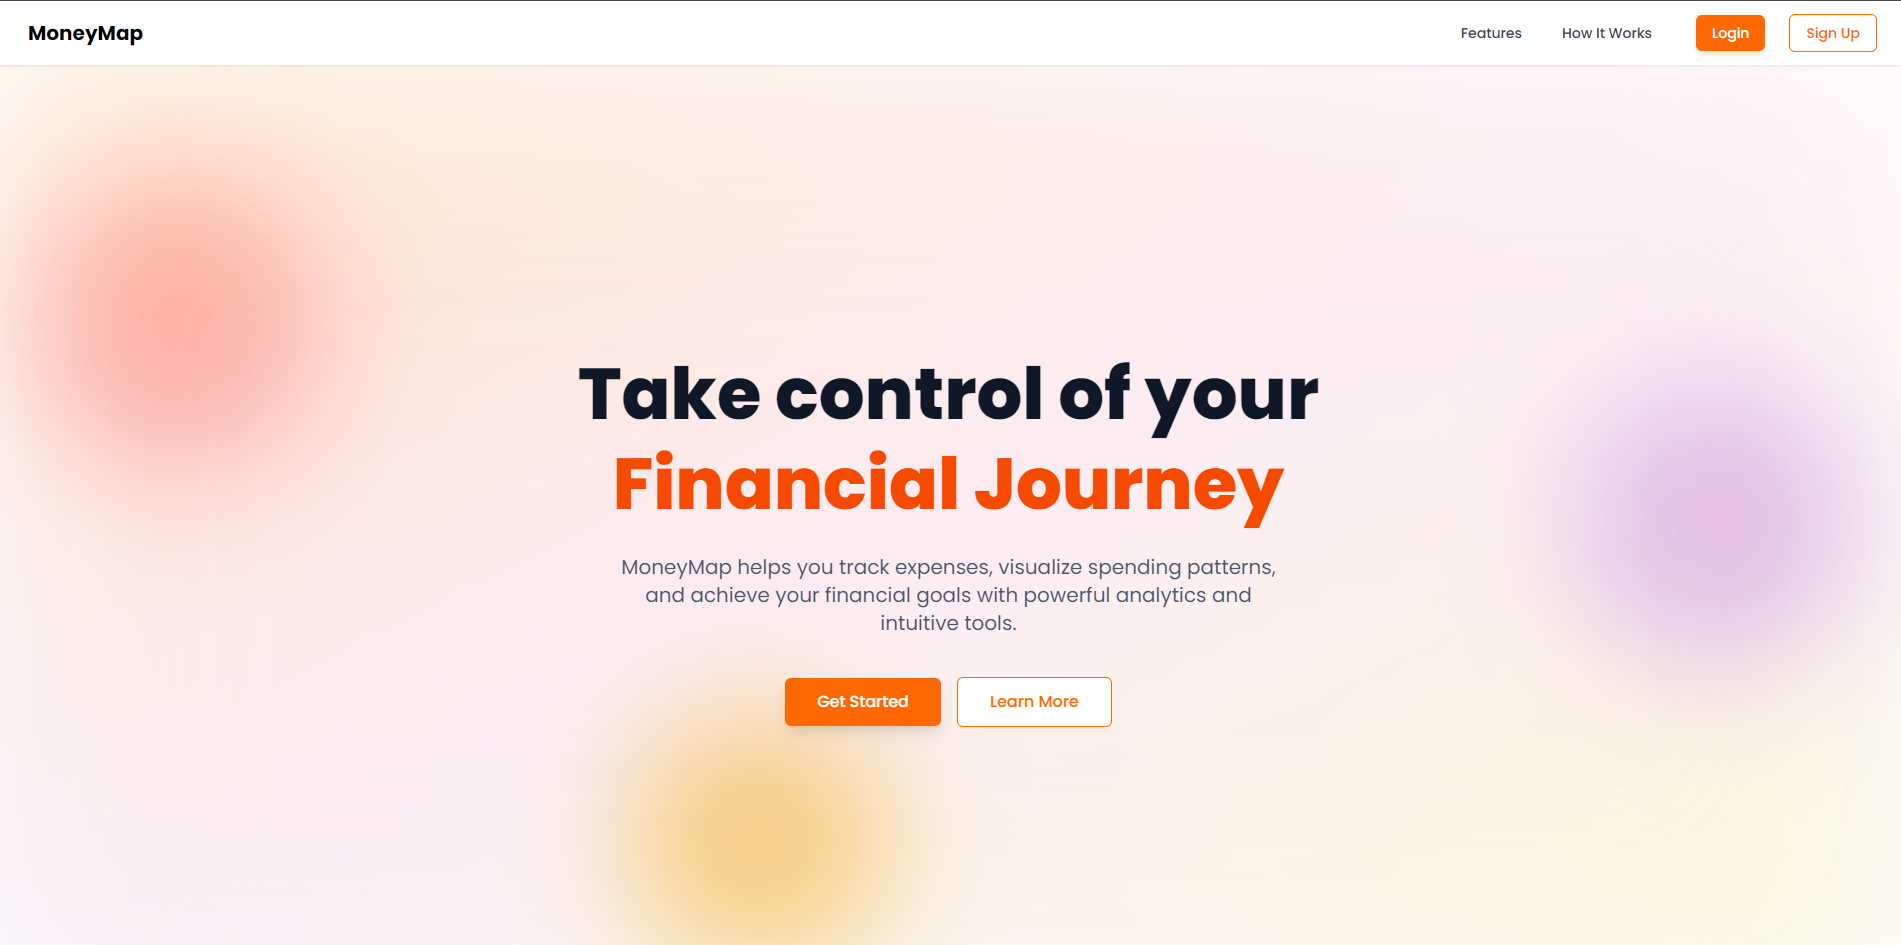 MoneyMap
Features
How It Works
Login
Sign Up
Take control of your
Financial Journey
MoneyMap helps you track expenses, visualize spending patterns,
and achieve your financial goals with powerful analytics and
intuitive tools.
Get Started
Learn More